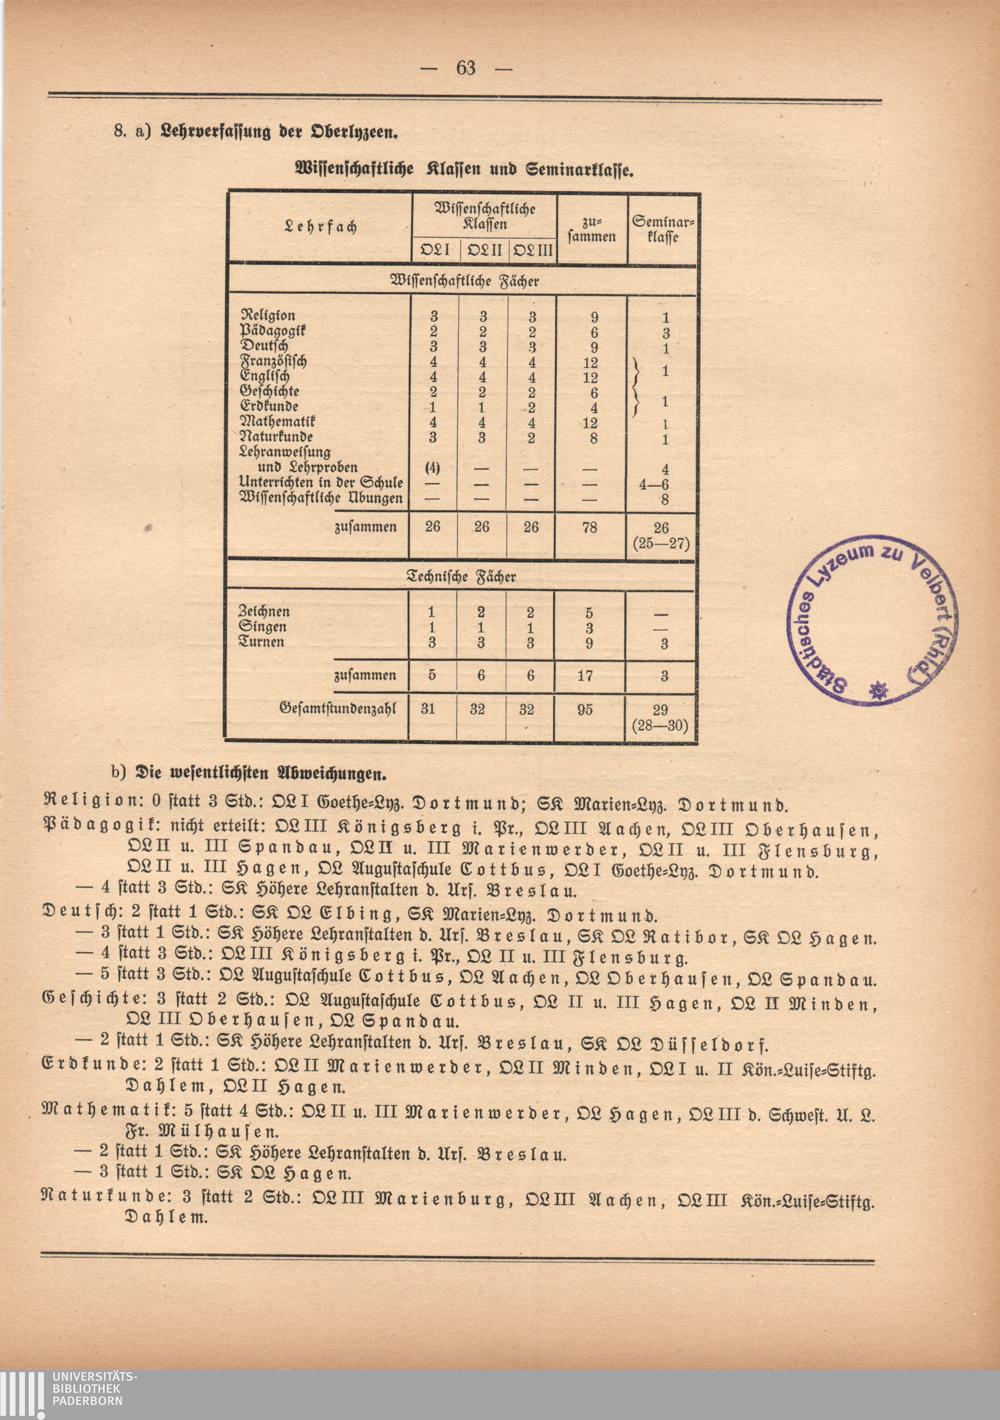 — 63 —
8. a) Lehrverfassung der Oberlyzeen.
Wissenschaftliche Klassen und Seminarklasse.
Lehrfach | Wissenschaftliche Klassen | zu=sammen | Seminar=klasse
OL I | OL II | OL III
Wissenschaftliche Fächer
Religion 3 3 3 9 1
Pädagogik 2 2 2 6 3
Deutsch 3 3 3 9 1
Französisch 4 4 4 12 } 1
Englisch 4 4 4 12
Geschichte 2 2 2 6 } 1
Erdkunde 1 1 2 4
Mathematik 4 4 4 12 1
Naturkunde 3 3 2 8 1
Lehranweisung
und Lehrproben (4) — — — 4
Unterrichten in der Schule — — — — 4—6
Wissenschaftliche Übungen — — — — 8
zusammen 26 26 26 78 26
(25—27)
Technische Fächer
Zeichnen 1 2 2 5 —
Singen 1 1 1 3 —
Turnen 3 3 3 9 3
zusammen 5 6 6 17 3
Gesamtstundenzahl 31 32 32 95 29
(28—30)
Städtisches Lyzeum zu Velbert (Rhld.)
b) Die wesentlichsten Abweichungen.
Religion: 0 statt 3 Std.: OL I Goethe=Lyz. Dortmund; SK Marien=Lyz. Dortmund.
Pädagogik: nicht erteilt: OL III Königsberg i. Pr., OL III Aachen, OL III Oberhausen,
OL II u. III Spandau, OL II u. III Marienwerder, OL II u. III Flensburg,
OL II u. III Hagen, OL Augustaschule Cottbus, OL I Goethe=Lyz. Dortmund.
— 4 statt 3 Std.: SK Höhere Lehranstalten d. Urs. Breslau.
Deutsch: 2 statt 1 Std.: SK OL Elbing, SK Marien=Lyz. Dortmund.
— 3 statt 1 Std.: SK Höhere Lehranstalten d. Urs. Breslau, SK OL Ratibor, SK OL Hagen.
— 4 statt 3 Std.: OL III Königsberg i. Pr., OL II u. III Flensburg.
— 5 statt 3 Std.: OL Augustaschule Cottbus, OL Aachen, OL Oberhausen, OL Spandau.
Geschichte: 3 statt 2 Std.: OL Augustaschule Cottbus, OL II u. III Hagen, OL II Minden,
OL III Oberhausen, OL Spandau.
— 2 statt 1 Std.: SK Höhere Lehranstalten d. Urs. Breslau, SK OL Düsseldorf.
Erdkunde: 2 statt 1 Std.: OL II Marienwerder, OL II Minden, OL I u. II Kön.=Luise=Stiftg.
Dahlem, OL II Hagen.
Mathematik: 5 statt 4 Std.: OL II u. III Marienwerder, OL Hagen, OL III d. Schwest. U. L.
Fr. Mülhausen.
— 2 statt 1 Std.: SK Höhere Lehranstalten d. Urs. Breslau.
— 3 statt 1 Std.: SK OL Hagen.
Naturkunde: 3 statt 2 Std.: OL III Marienburg, OL III Aachen, OL III Kön.=Luise=Stiftg.
Dahlem.
UNIVERSITÄTS-
BIBLIOTHEK
PADERBORN